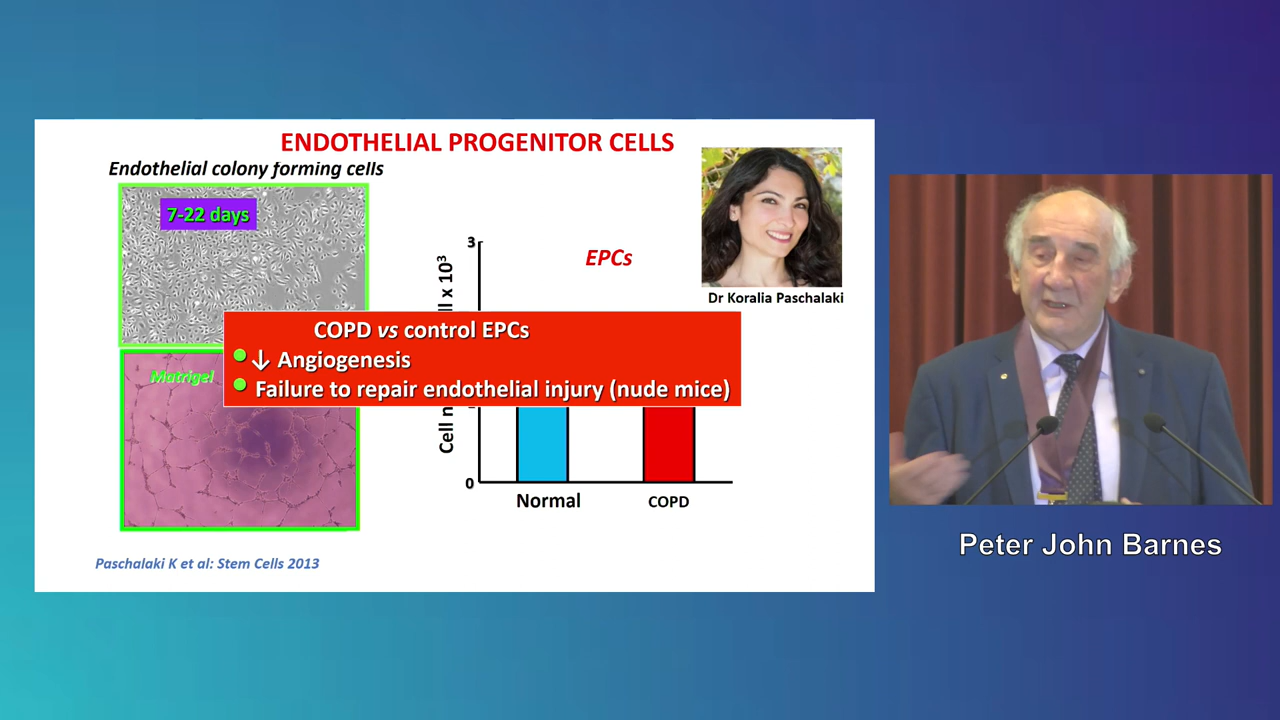 ENDOTHELIAL PROGENITOR CELLS
Endothelial colony forming cells
7-22 days
Matrigel
3
EPCs
ll x 10³
Cell
0
Normal
COPD
Dr Koralia Paschalaki
COPD vs control EPCs
↓ Angiogenesis
Failure to repair endothelial injury (nude mice)
Paschalaki K et al: Stem Cells 2013
Peter John Barnes